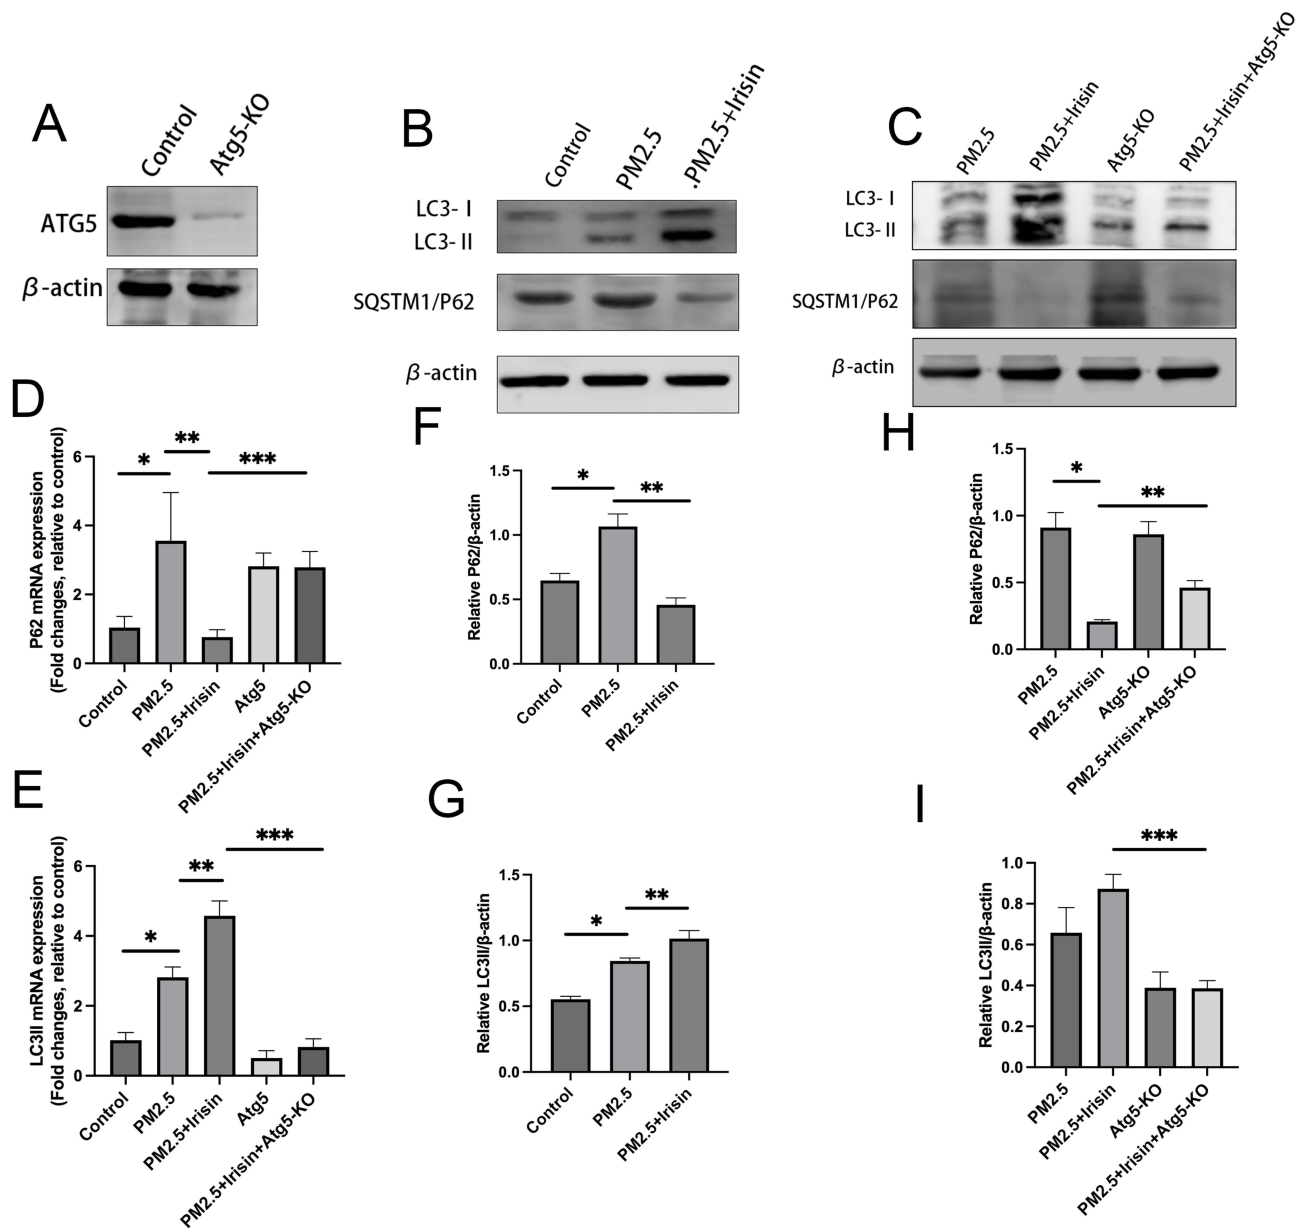 A
Control
Atg5-KO
ATG5
β-actin
B
Control
PM2.5
.PM2.5+Irisin
LC3- I
LC3- II
SQSTM1/P62
β-actin
C
PM2.5
PM2.5+Irisin
Atg5-KO
PM2.5+Irisin+Atg5-KO
LC3- I
LC3- II
SQSTM1/P62
β-actin
D
P62 mRNA expression
(Fold changes, relative to control)
6
4
2
0
*
**
***
Control
PM2.5
PM2.5+Irisin
Atg5
PM2.5+Irisin+Atg5-KO
F
Relative P62/β-actin
1.5
1.0
0.5
0.0
*
**
Control
PM2.5
PM2.5+Irisin
H
Relative P62/β-actin
1.5
1.0
0.5
0.0
*
**
PM2.5
PM2.5+Irisin
Atg5-KO
PM2.5+Irisin+Atg5-KO
E
LC3II mRNA expression
(Fold changes, relative to control)
6
4
2
0
*
**
***
Control
PM2.5
PM2.5+Irisin
Atg5
PM2.5+Irisin+Atg5-KO
G
Relative LC3II/β-actin
1.5
1.0
0.5
0.0
*
**
Control
PM2.5
PM2.5+Irisin
I
Relative LC3II/β-actin
1.0
0.8
0.6
0.4
0.2
0.0
***
PM2.5
PM2.5+Irisin
Atg5-KO
PM2.5+Irisin+Atg5-KO